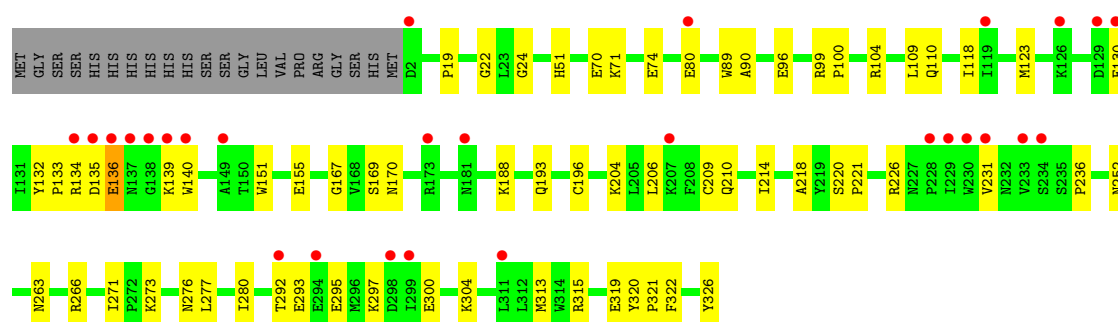 MET GLY SER SER HIS HIS HIS HIS HIS HIS SER SER GLY LEU VAL PRO ARG GLY SER HIS MET D2 P19 G22 L23 G24 H51 E70 K71 E74 E80 W89 A90 E96 R99 P100 R104 L109 Q110 I118 I119 M123 K126 D129 E130
I131 Y132 P133 R134 D135 E136 N137 G138 K139 W140 A149 T150 W151 E155 G167 V168 S169 N170 R173 N181 K188 Q193 C196 K204 L205 L206 K207 F208 C209 Q210 I214 A218 Y219 S220 P221 R226 N227 P228 I229 W230 V231 N232 V233 S234 S235 P236 N252
N263 R266 I271 P272 K273 N276 L277 I280 T292 E293 E294 E295 M296 K297 D298 I299 E300 K304 L311 L312 M313 W314 R315 E319 Y320 P321 F322 Y326